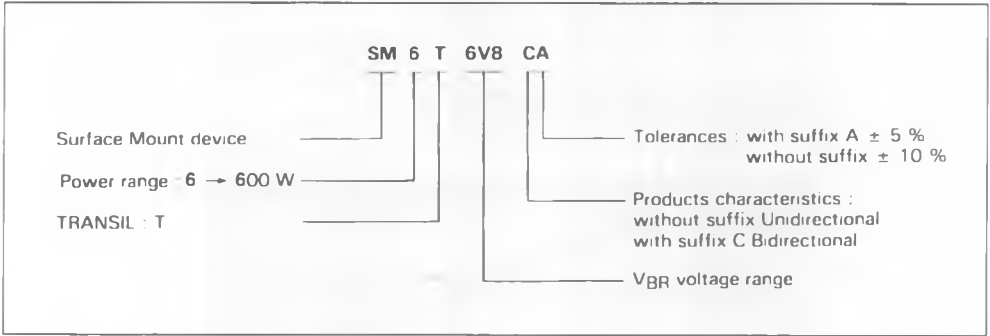 SM 6 T 6V8 CA
Surface Mount device
Power range 6 → 600 W
TRANSIL : T
Tolerances : with suffix A ± 5 %
without suffix ± 10 %
Products characteristics :
without suffix Unidirectional
with suffix C Bidirectional
VBR voltage range